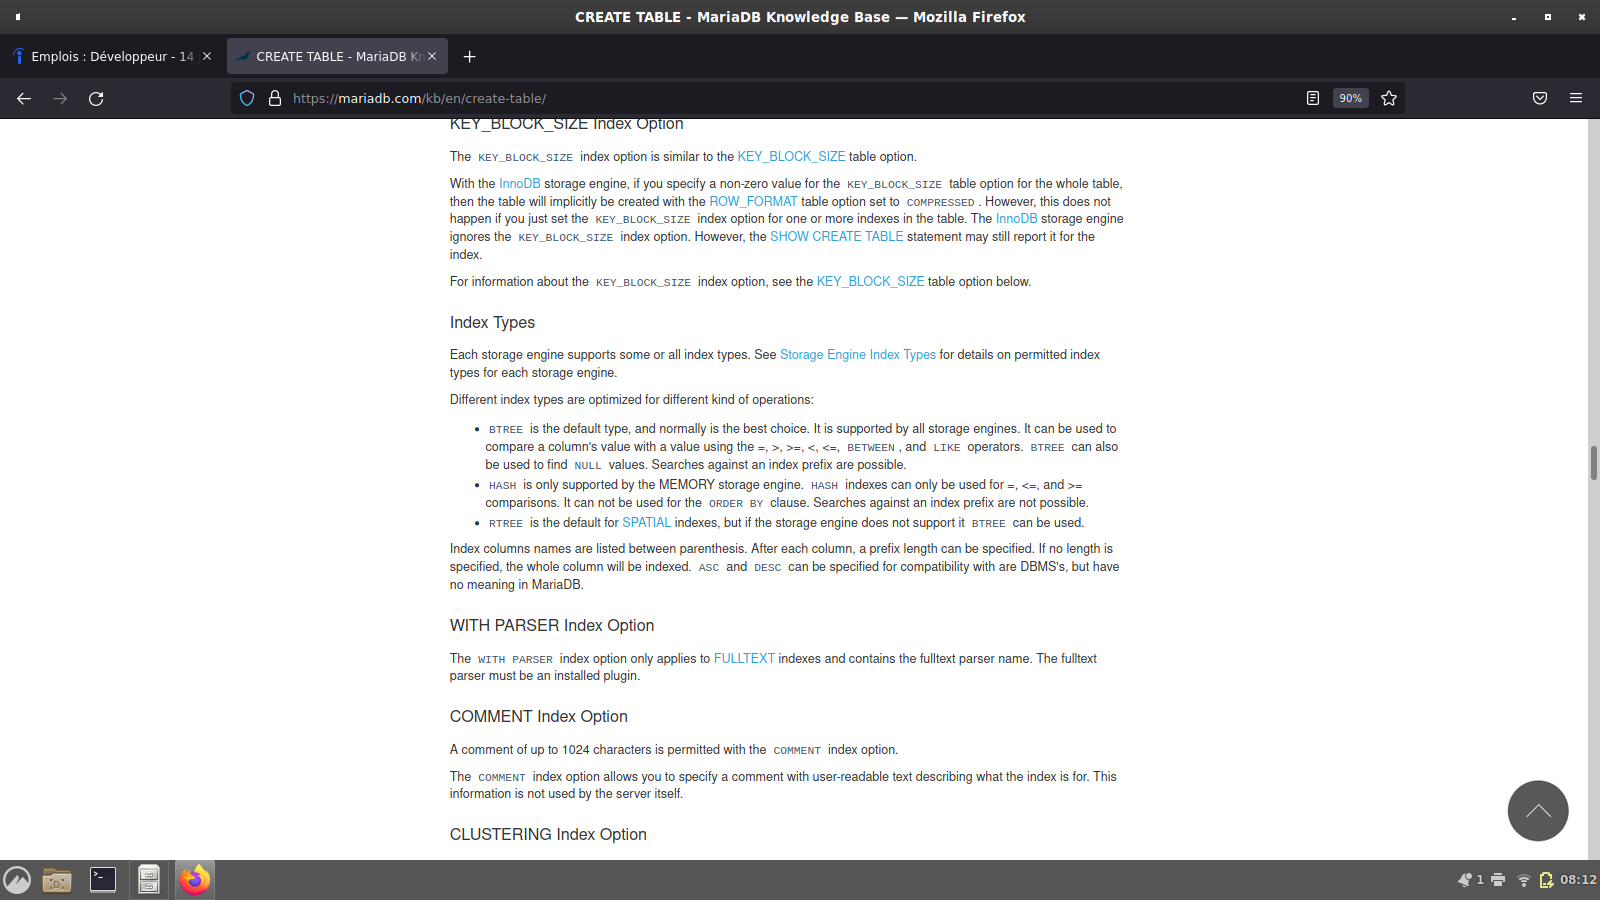 CREATE TABLE - MariaDB Knowledge Base — Mozilla Firefox
Emplois : Développeur - 14
CREATE TABLE - MariaDB Kn
https://mariadb.com/kb/en/create-table/
90%
KEY_BLOCK_SIZE Index Option
The KEY_BLOCK_SIZE index option is similar to the KEY_BLOCK_SIZE table option.
With the InnoDB storage engine, if you specify a non-zero value for the KEY_BLOCK_SIZE table option for the whole table,
then the table will implicitly be created with the ROW_FORMAT table option set to COMPRESSED . However, this does not
happen if you just set the KEY_BLOCK_SIZE index option for one or more indexes in the table. The InnoDB storage engine
ignores the KEY_BLOCK_SIZE index option. However, the SHOW CREATE TABLE statement may still report it for the
index.
For information about the KEY_BLOCK_SIZE index option, see the KEY_BLOCK_SIZE table option below.
Index Types
Each storage engine supports some or all index types. See Storage Engine Index Types for details on permitted index
types for each storage engine.
Different index types are optimized for different kind of operations:
• BTREE is the default type, and normally is the best choice. It is supported by all storage engines. It can be used to
compare a column's value with a value using the =, >, >=, <, <=, BETWEEN , and LIKE operators. BTREE can also
be used to find NULL values. Searches against an index prefix are possible.
• HASH is only supported by the MEMORY storage engine. HASH indexes can only be used for =, <=, and >=
comparisons. It can not be used for the ORDER BY clause. Searches against an index prefix are not possible.
• RTREE is the default for SPATIAL indexes, but if the storage engine does not support it BTREE can be used.
Index columns names are listed between parenthesis. After each column, a prefix length can be specified. If no length is
specified, the whole column will be indexed. ASC and DESC can be specified for compatibility with are DBMS's, but have
no meaning in MariaDB.
WITH PARSER Index Option
The WITH PARSER index option only applies to FULLTEXT indexes and contains the fulltext parser name. The fulltext
parser must be an installed plugin.
COMMENT Index Option
A comment of up to 1024 characters is permitted with the COMMENT index option.
The COMMENT index option allows you to specify a comment with user-readable text describing what the index is for. This
information is not used by the server itself.
CLUSTERING Index Option
1
08:12